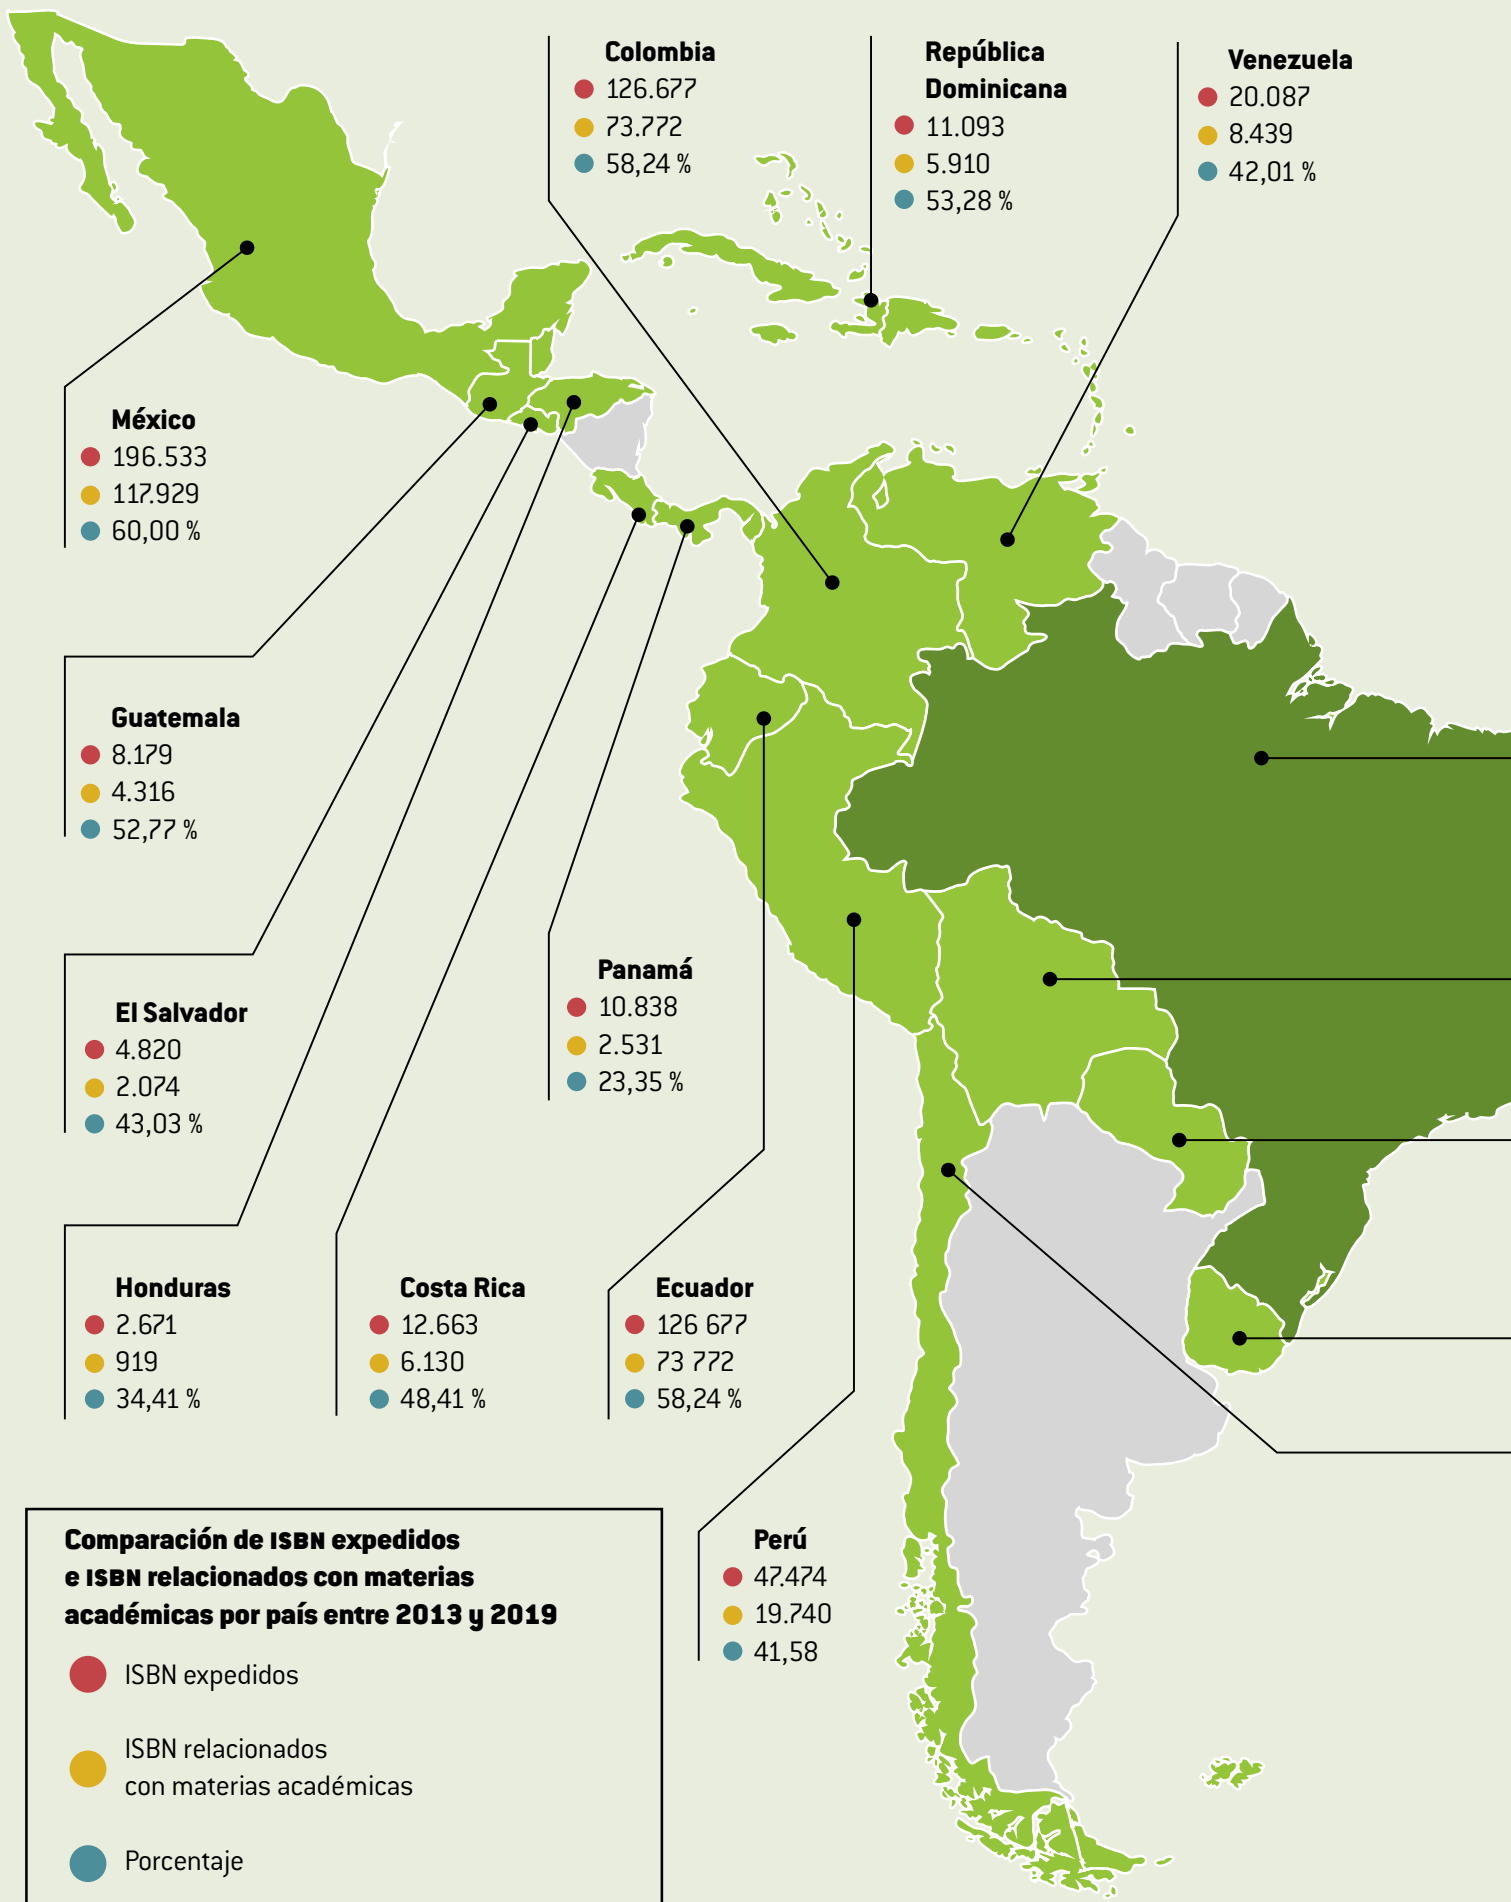 Colombia
126.677
73.772
58,24 %
República
Dominicana
11.093
5.910
53,28 %
Venezuela
20.087
8.439
42,01 %
México
196.533
117.929
60,00 %
Guatemala
8.179
4.316
52,77 %
El Salvador
4.820
2.074
43,03 %
Panamá
10.838
2.531
23,35 %
Honduras
2.671
919
34,41 %
Costa Rica
12.663
6.130
48,41 %
Ecuador
126 677
73 772
58,24 %
Perú
47.474
19.740
41,58
Comparación de ISBN expedidos
e ISBN relacionados con materias
académicas por país entre 2013 y 2019
ISBN expedidos
ISBN relacionados
con materias académicas
Porcentaje